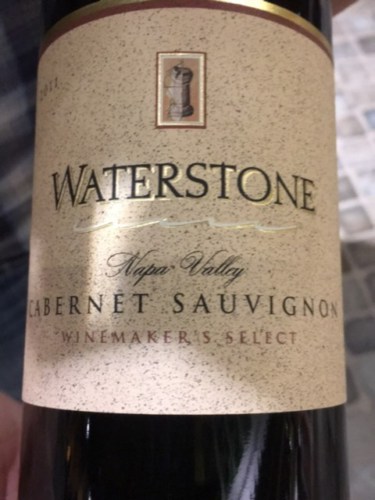 WATERSTONE
Napa Valley
CABERNET SAUVIGNON
WINEMAKER'S SELECT